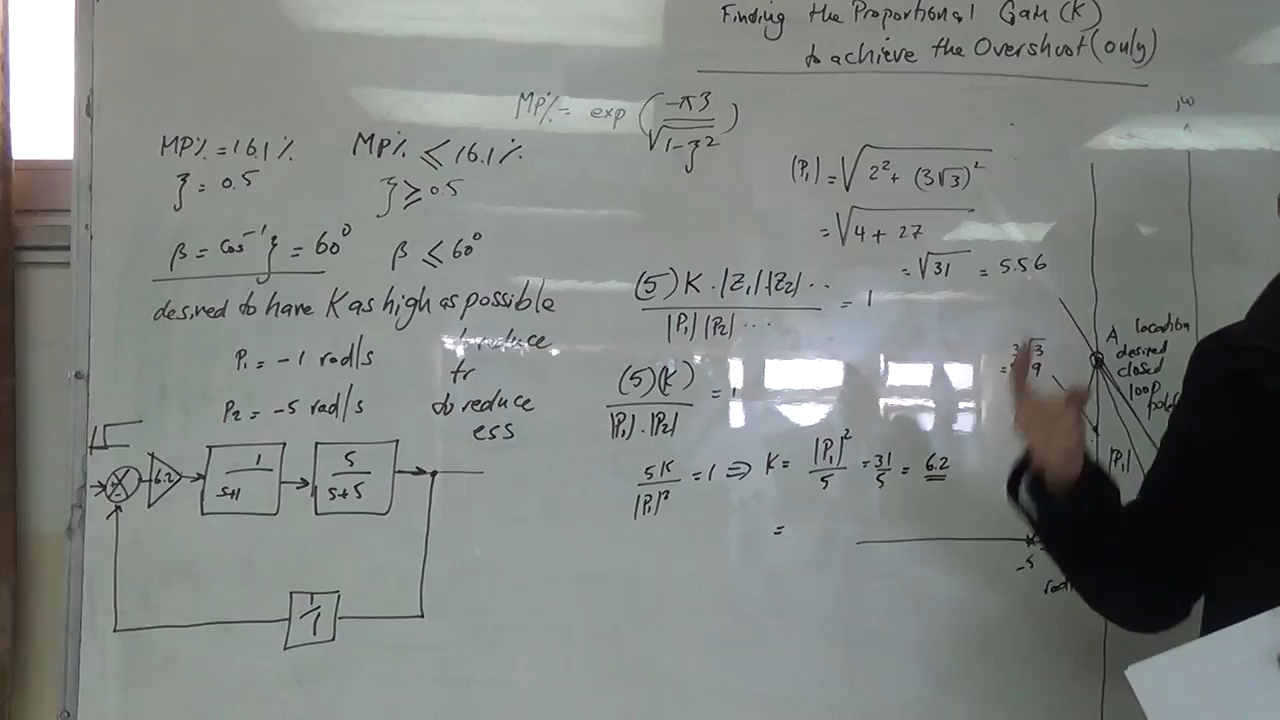 Finding the Proportional Gain (K)
to achieve the Overshoot (only)
MP% = exp ( -πζ / √1-ζ² )
MP% = 16.1%
ζ = 0.5
MP% ≤ 16.1%
ζ ≥ 0.5
β = cos⁻¹ ζ = 60°
β ≤ 60°
desired to have K as high as possible
to reduce
tr
to reduce
ess
P₁ = -1 rad/s
P₂ = -5 rad/s
6.2
1 / s+1
5 / s+5
1 / 1
|P₁| = √2² + (3√3)²
= √4 + 27
= √31 = 5.56
(5) K . |Z₁| |Z₂| .. / |P₁| |P₂| ... = 1
(5)(K) / |P₁| . |P₂| = 1
5K / |P₁|² = 1 ⇒ K = |P₁|² / 5 = 31 / 5 = 6.2
=
jω
A location
desired
closed
loop
poles
|P₁|
-5